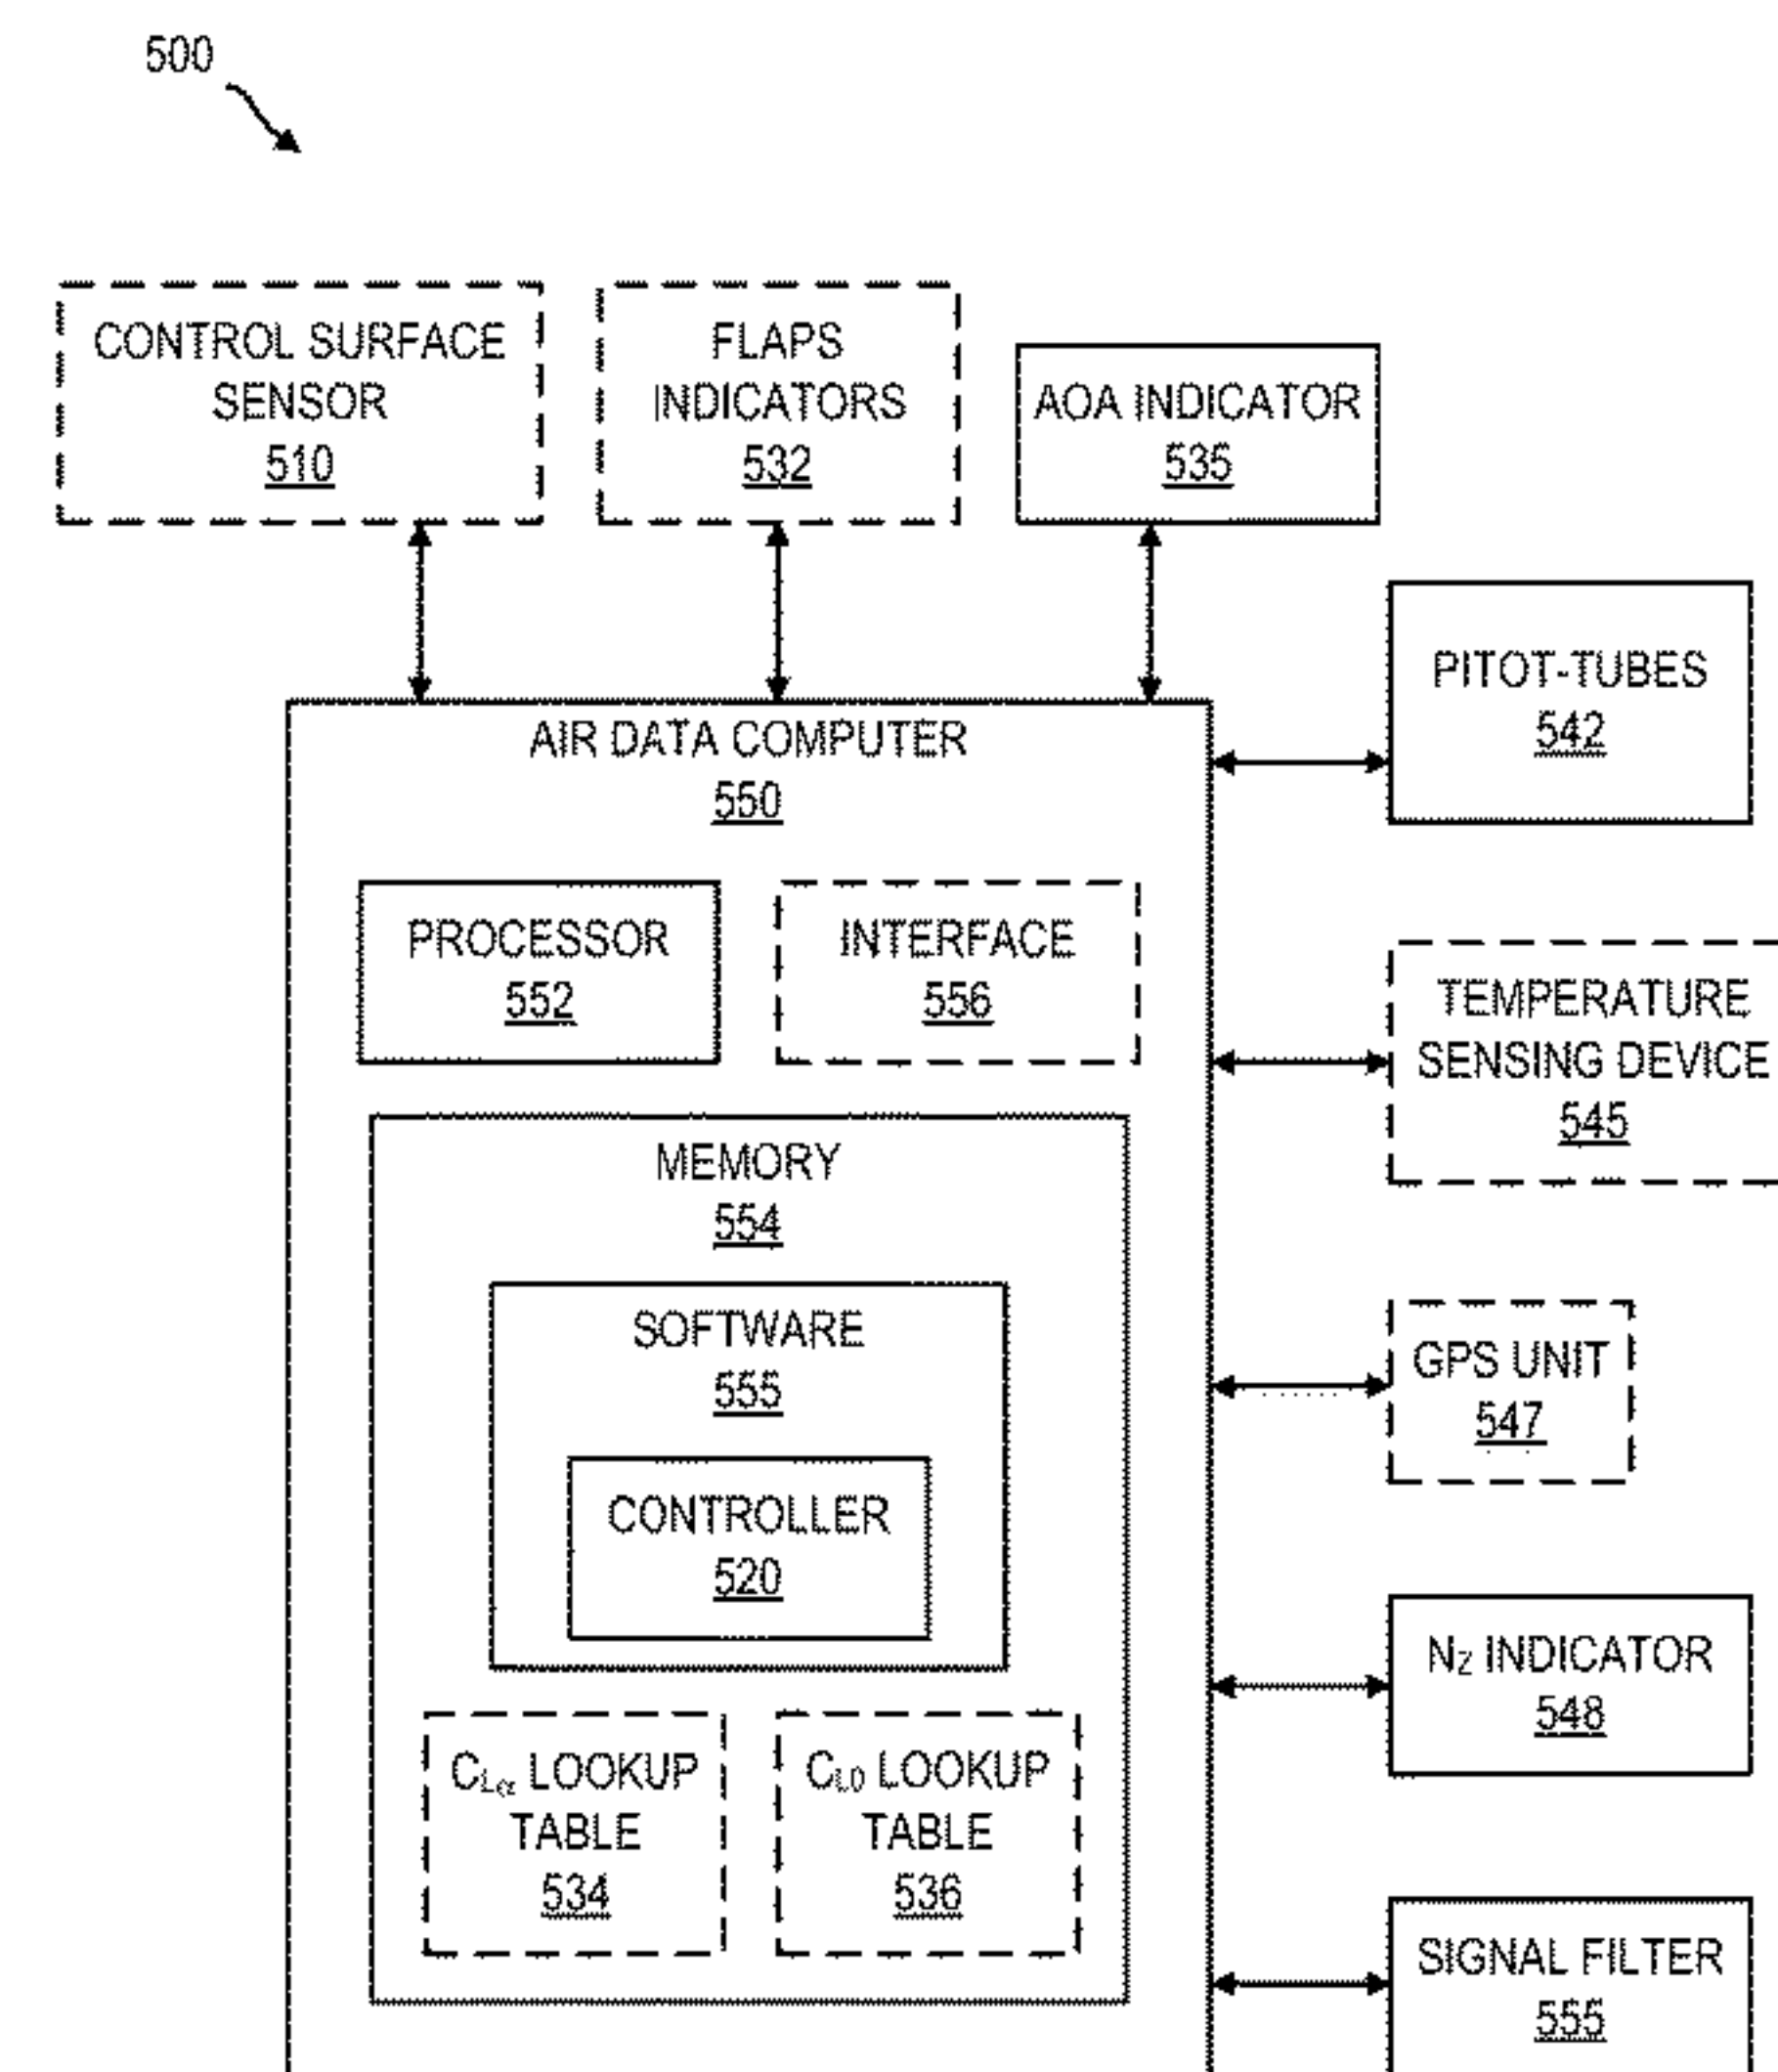 500
CONTROL SURFACE
SENSOR
510
FLAPS
INDICATORS
532
AOA INDICATOR
535
PITOT-TUBES
542
AIR DATA COMPUTER
550
PROCESSOR
552
INTERFACE
556
TEMPERATURE
SENSING DEVICE
545
MEMORY
554
SOFTWARE
555
CONTROLLER
520
GPS UNIT
547
NZ INDICATOR
548
CLα LOOKUP
TABLE
534
CL0 LOOKUP
TABLE
536
SIGNAL FILTER
555